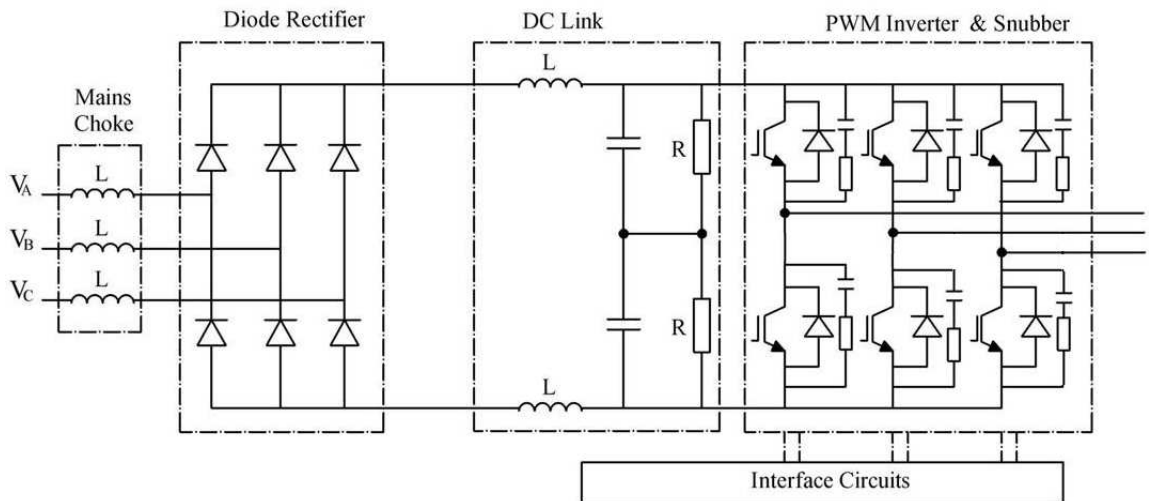 Diode Rectifier
DC Link
PWM Inverter & Snubber
Mains
Choke
L
L
L
L
VA
VB
VC
R
R
L
Interface Circuits